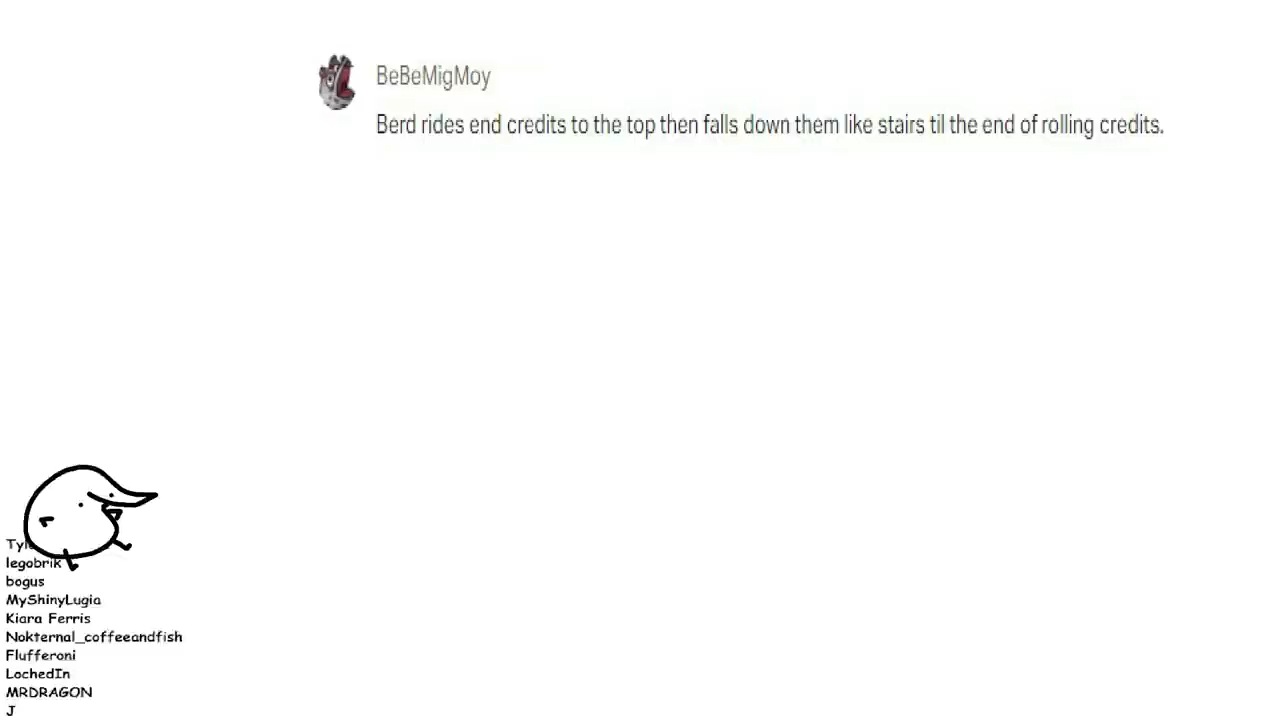 BeBeMigMoy
Berd rides end credits to the top then falls down them like stairs til the end of rolling credits.
legobrik
bogus
MyShinyLugia
Kiara Ferris
Nokternal_coffeeandfish
Flufferoni
LochedIn
MRDRAGON
J